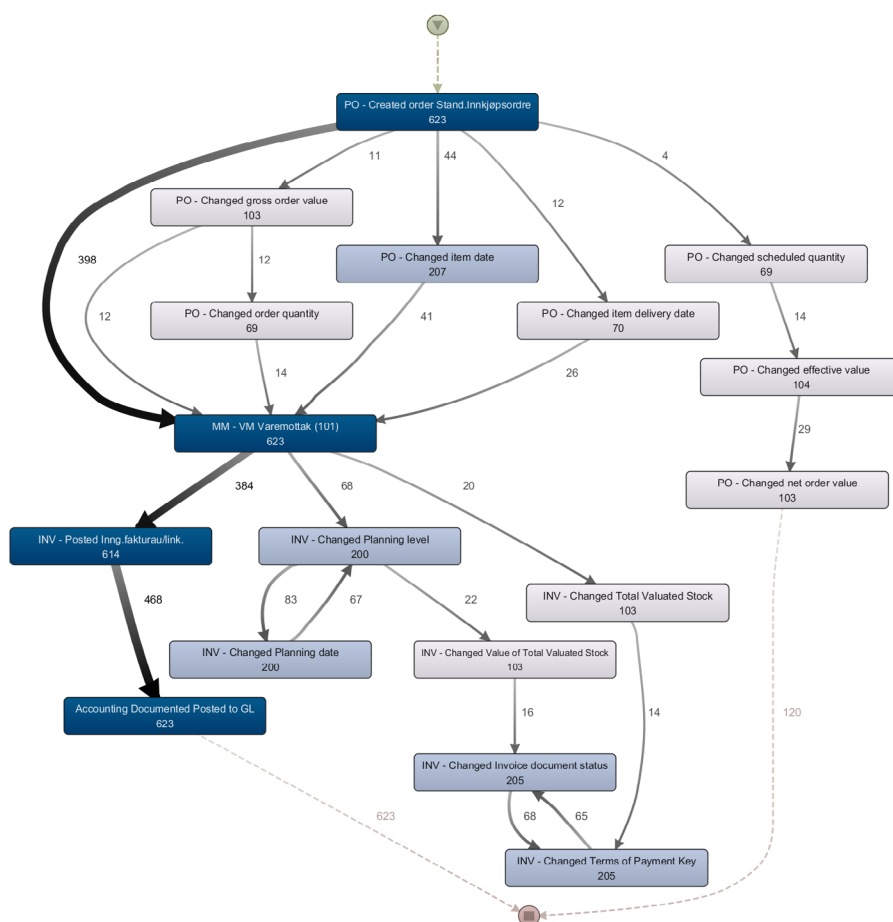 PO - Created order Stand.Innkjøpsordre
623
11
44
4
PO - Changed gross order value
103
12
398
PO - Changed item date
207
PO - Changed scheduled quantity
69
12
12
PO - Changed order quantity
69
41
PO - Changed item delivery date
70
14
14
26
PO - Changed effective value
104
MM - VM Varemottak (101)
623
29
384
68
20
PO - Changed net order value
103
INV - Posted Inng.fakturau/link.
614
INV - Changed Planning level
200
468
83
67
22
INV - Changed Total Valuated Stock
103
INV - Changed Planning date
200
INV - Changed Value of Total Valuated Stock
103
Accounting Documented Posted to GL
623
16
14
120
INV - Changed Invoice document status
205
623
68
65
INV - Changed Terms of Payment Key
205